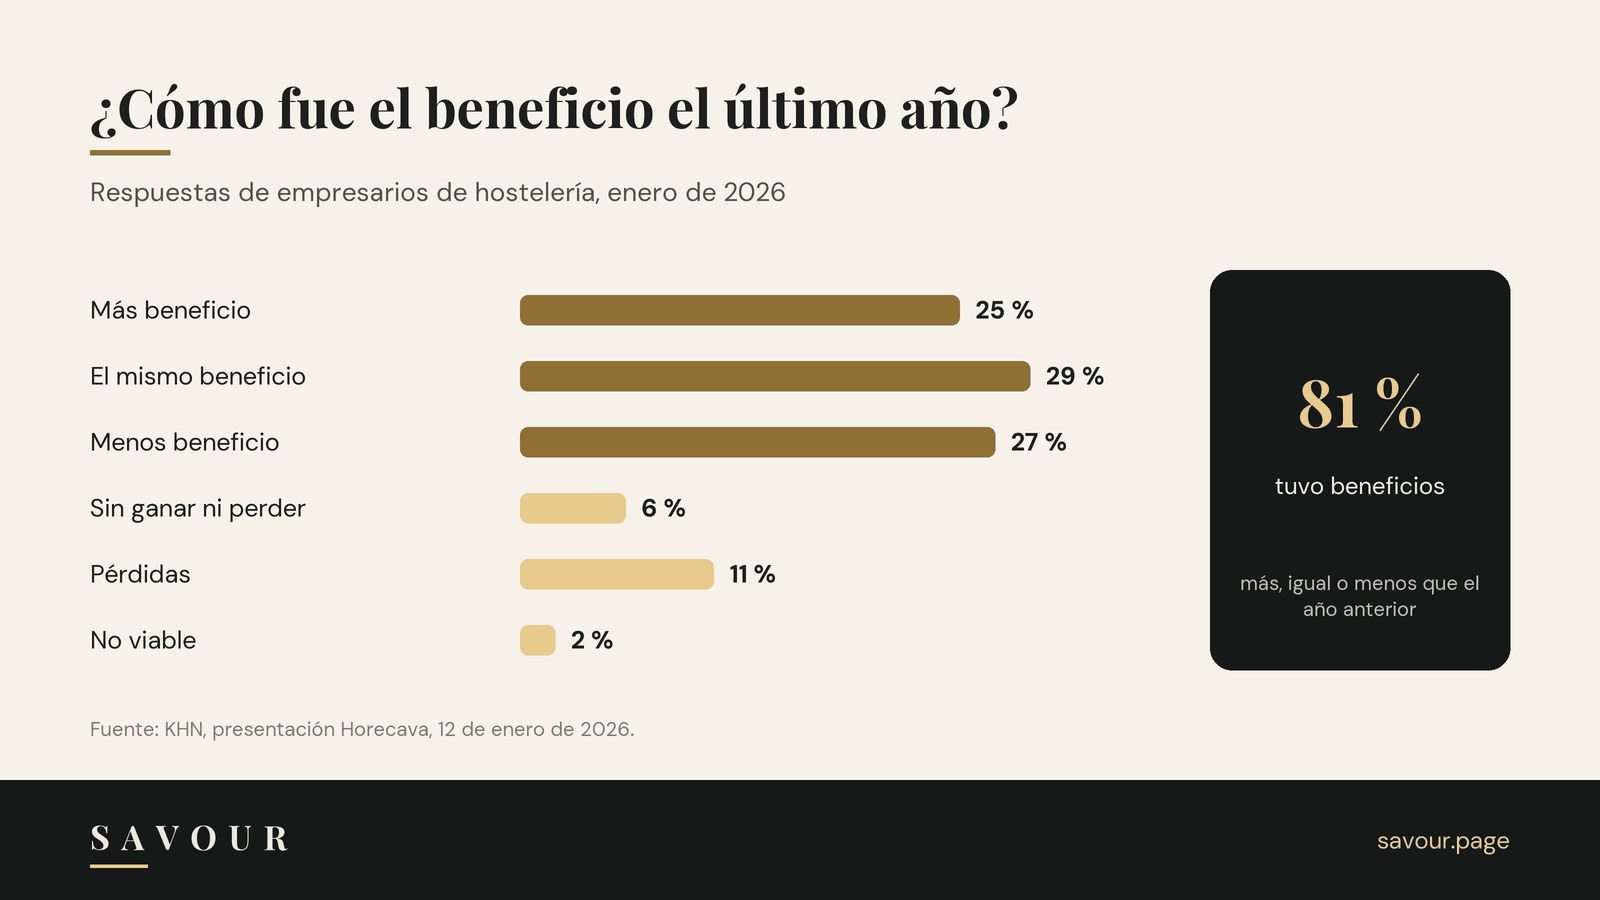 ¿Cómo fue el beneficio el último año?
Respuestas de empresarios de hostelería, enero de 2026
Más beneficio 25 %
El mismo beneficio 29 %
Menos beneficio 27 %
Sin ganar ni perder 6 %
Pérdidas 11 %
No viable 2 %
81 %
tuvo beneficios
más, igual o menos que el
año anterior
Fuente: KHN, presentación Horecava, 12 de enero de 2026.
SAVOUR
savour.page